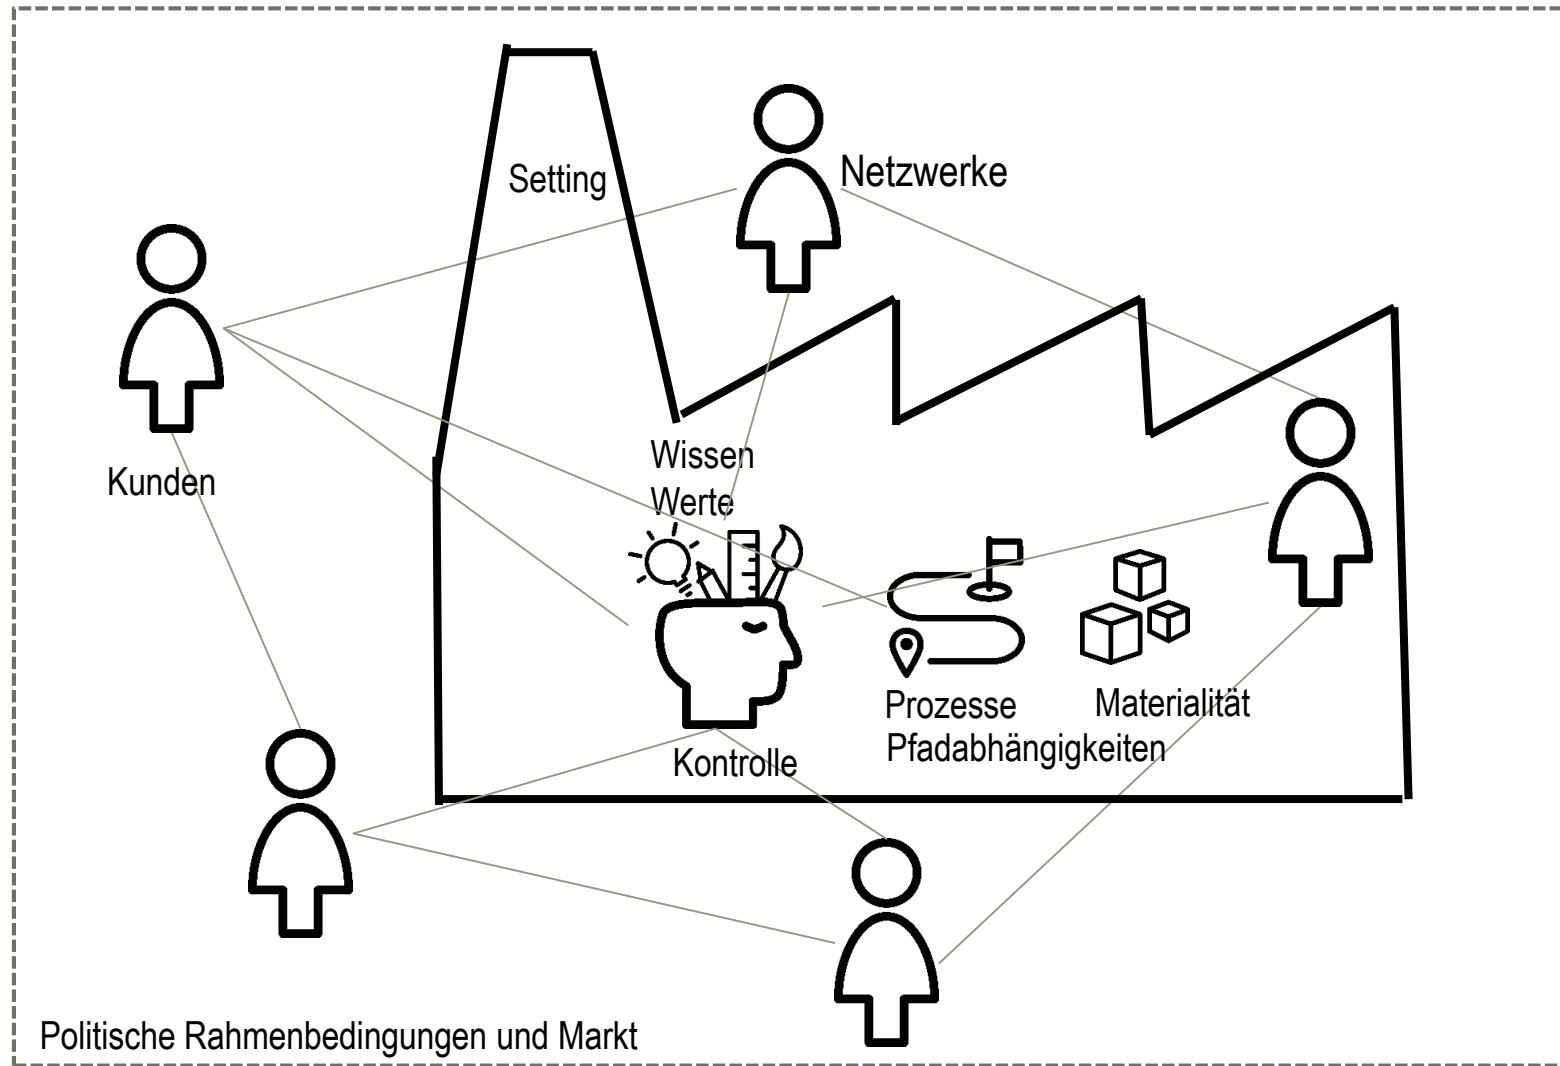 Setting
Netzwerke
Kunden
Wissen
Werte
Kontrolle
Prozesse
Pfadabhängigkeiten
Materialität
Politische Rahmenbedingungen und Markt